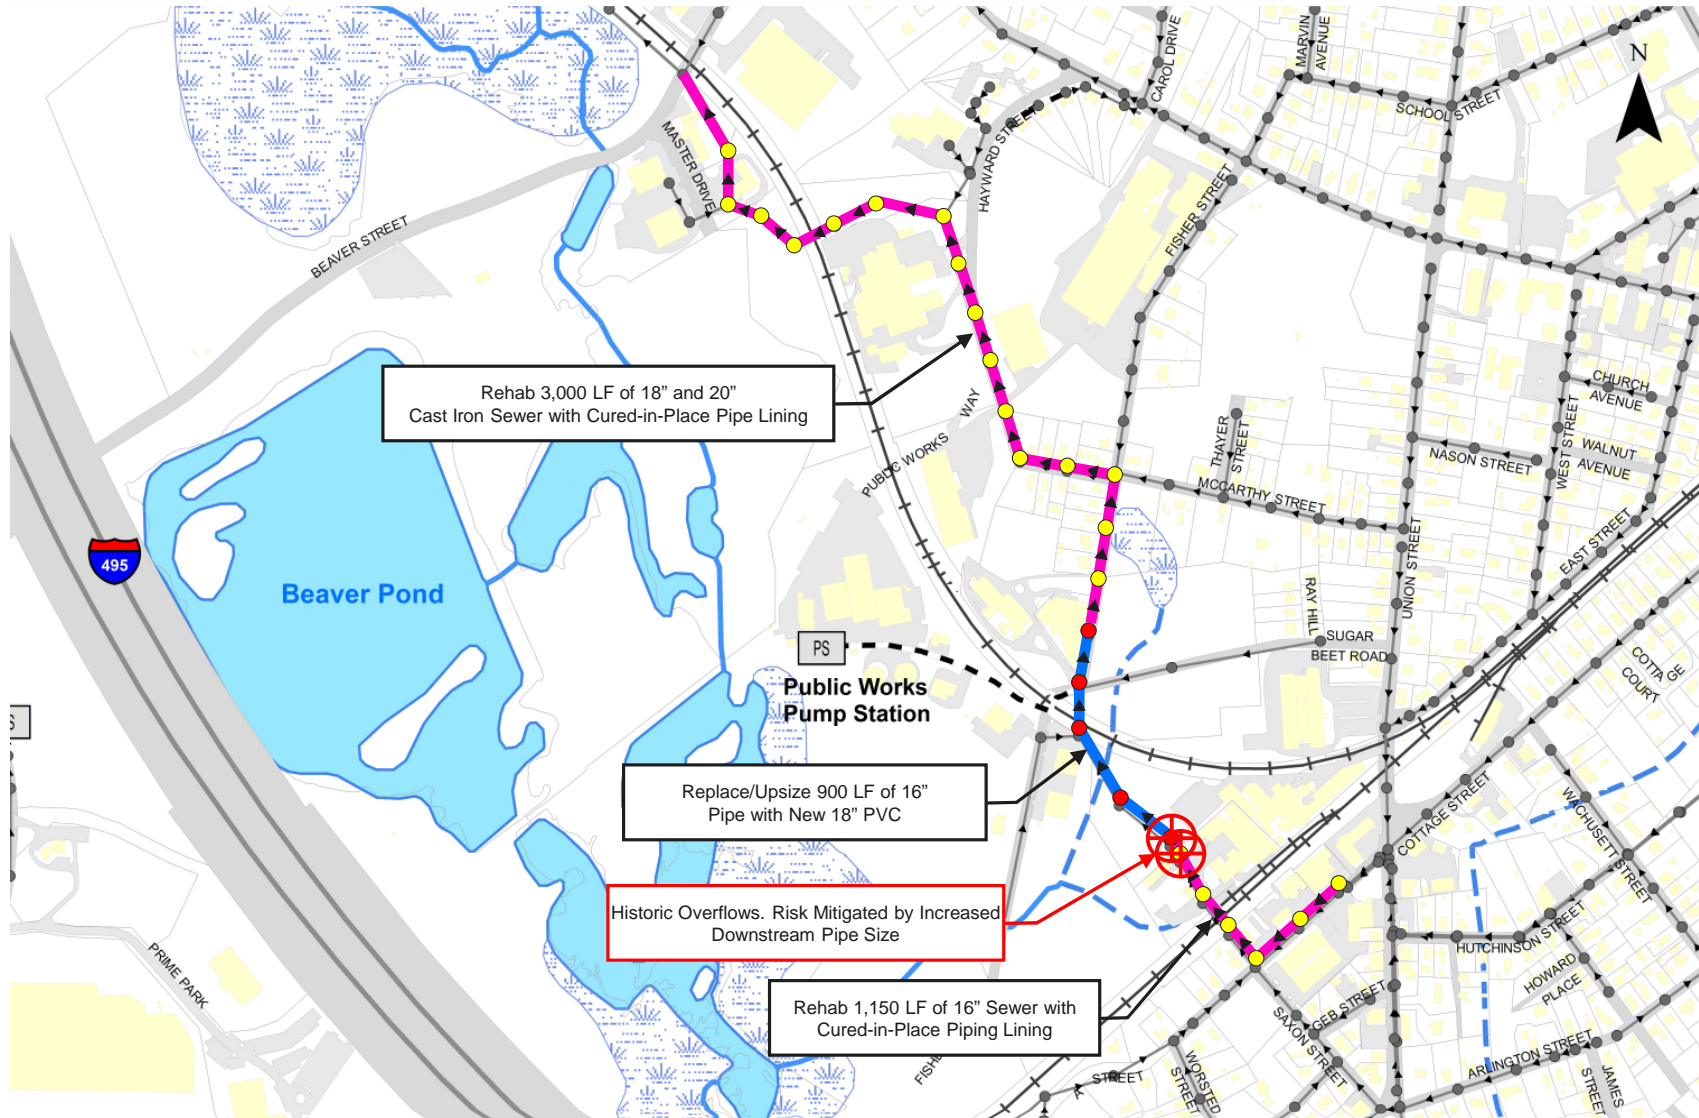 N
CAROL DRIVE
MARVIN
AVENUE
SCHOOL STREET
MASTER DRIVE
HAYWARD STREET
FISHER STREET
BEAVER STREET
Rehab 3,000 LF of 18” and 20”
Cast Iron Sewer with Cured-in-Place Pipe Lining
CHURCH
AVENUE
WAY
PUBLIC WORKS
THAYER
STREET
NASON STREET
WEST STREET
WALNUT
AVENUE
MCCARTHY STREET
UNION STREET
EAST STREET
495
Beaver Pond
RAY HILL
SUGAR
BEET ROAD
PS
Public Works
Pump Station
COTTAGE
COURT
S
Replace/Upsize 900 LF of 16”
Pipe with New 18” PVC
COTTAGE STREET
WACHUSETT STREET
Historic Overflows. Risk Mitigated by Increased
Downstream Pipe Size
HUTCHINSON STREET
HOWARD
PLACE
PRIME PARK
Rehab 1,150 LF of 16” Sewer with
Cured-in-Place Piping Lining
GEB STREET
SAXON STREET
ARLINGTON STREET
FISHE
A STREET
WORSTED
STREET
JAMES
STREET